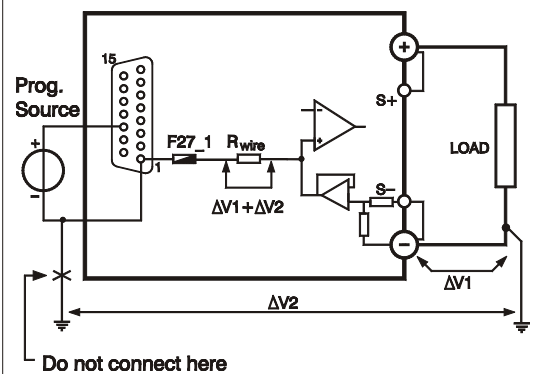 15
+
Prog.
Source
S+
F27_1
Rwire
LOAD
+
1
S−
ΔV1+ΔV2
−
ΔV1
ΔV2
Do not connect here